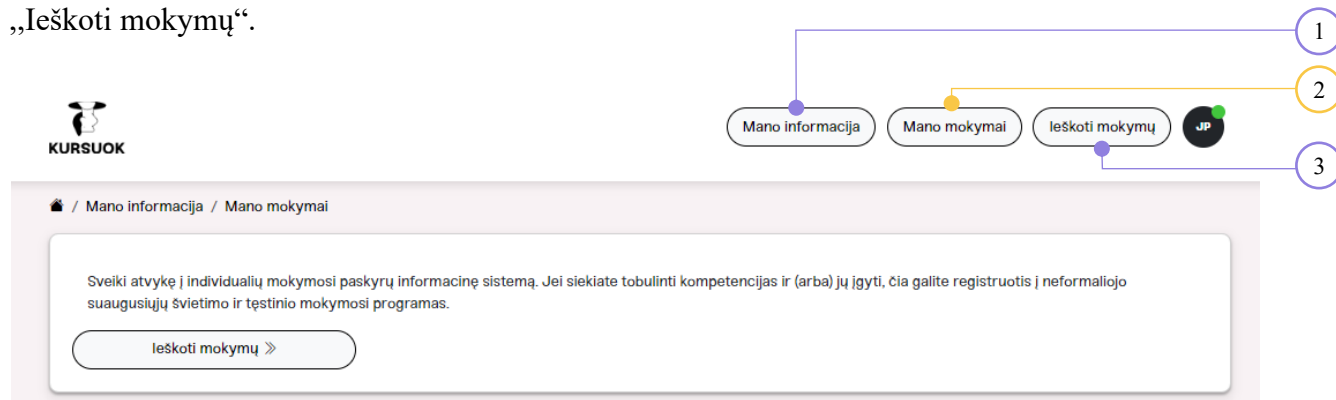 „Ieškoti mokymų“.
1
2
KURSUOK
Mano informacija Mano mokymai Ieškoti mokymų JP
3
/ Mano informacija / Mano mokymai
Sveiki atvykę į individualių mokymosi paskyrų informacinę sistemą. Jei siekiate tobulinti kompetencijas ir (arba) jų įgyti, čia galite registruotis į neformaliojo
suaugusiųjų švietimo ir tęstinio mokymosi programas.
Ieškoti mokymų »